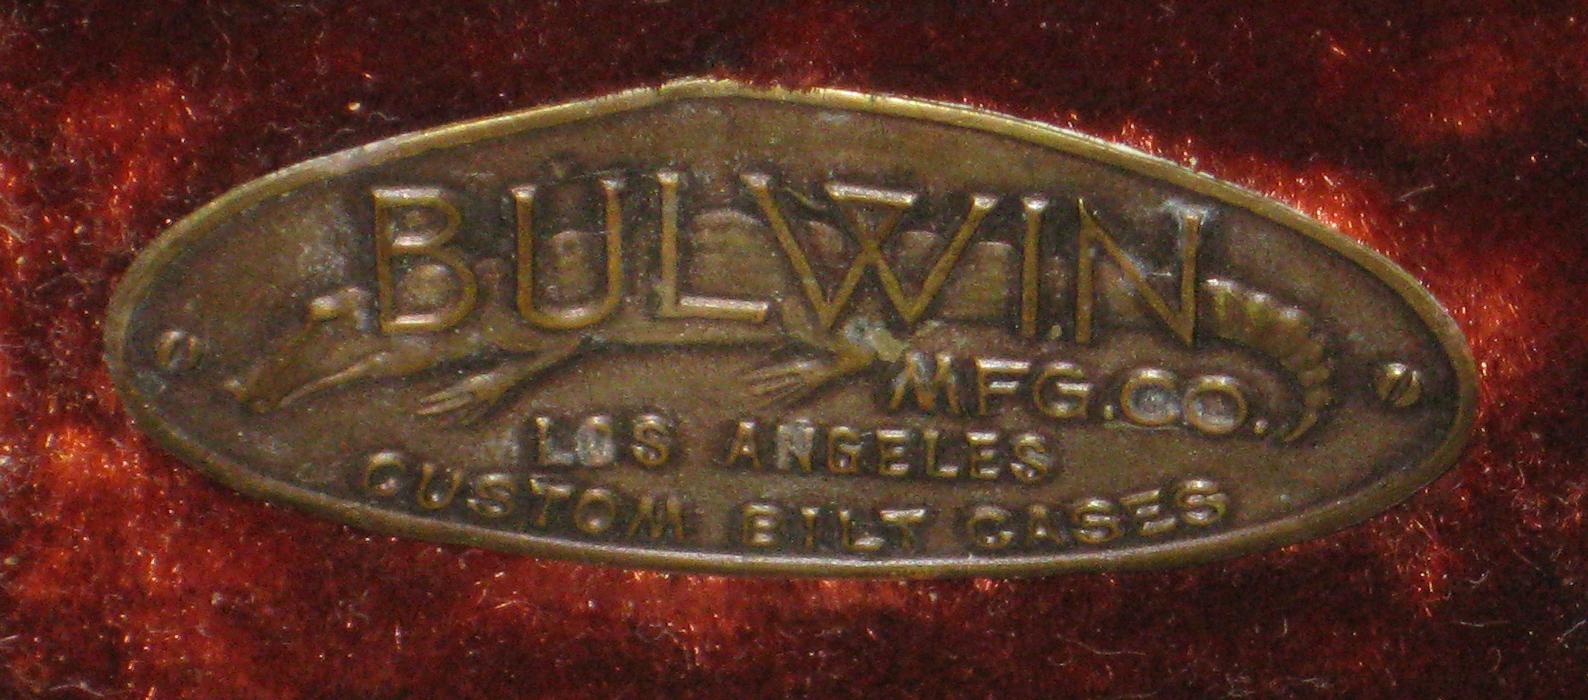 BULWIN
MFG.CO.
LOS ANGELES
CUSTOM BILT CASES